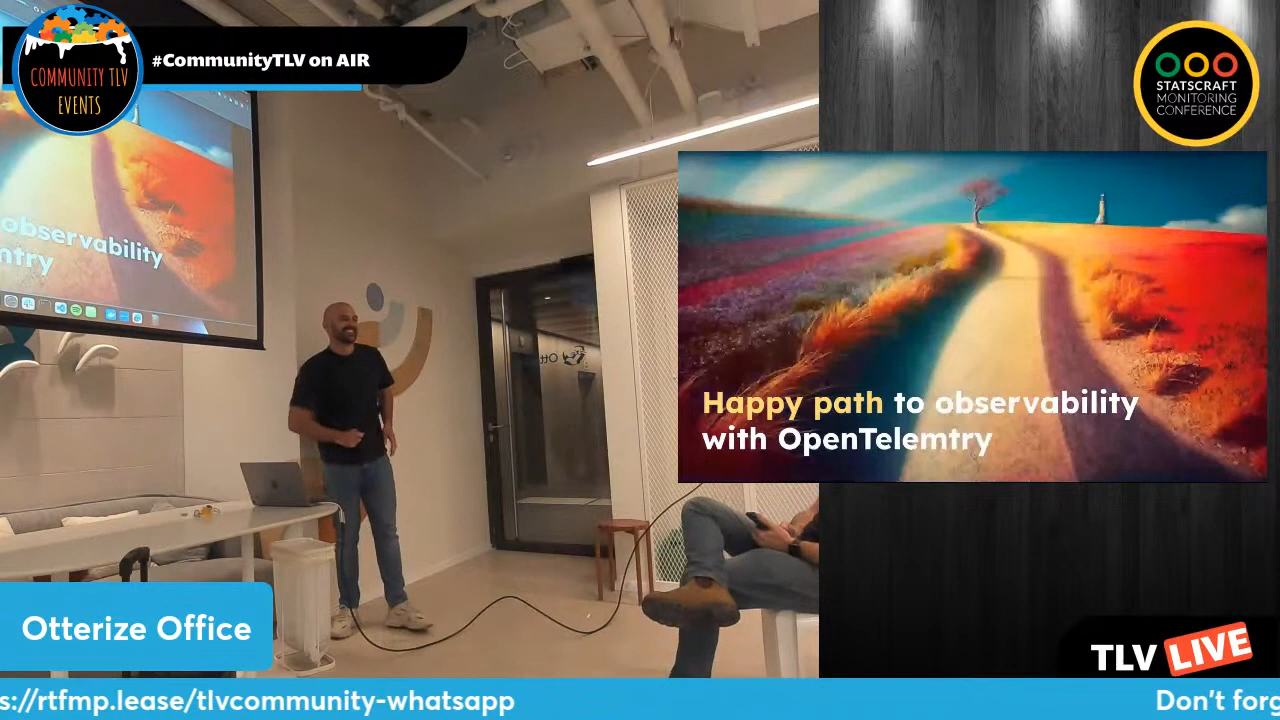 COMMUNITY TLV
EVENTS
#CommunityTLV on AIR
STATSCRAFT
MONITORING
CONFERENCE
observability
ntry
Happy path to observability
with OpenTelemtry
Otterize Office
TLV LIVE
s://rtfmp.lease/tlvcommunity-whatsapp
Don't forg